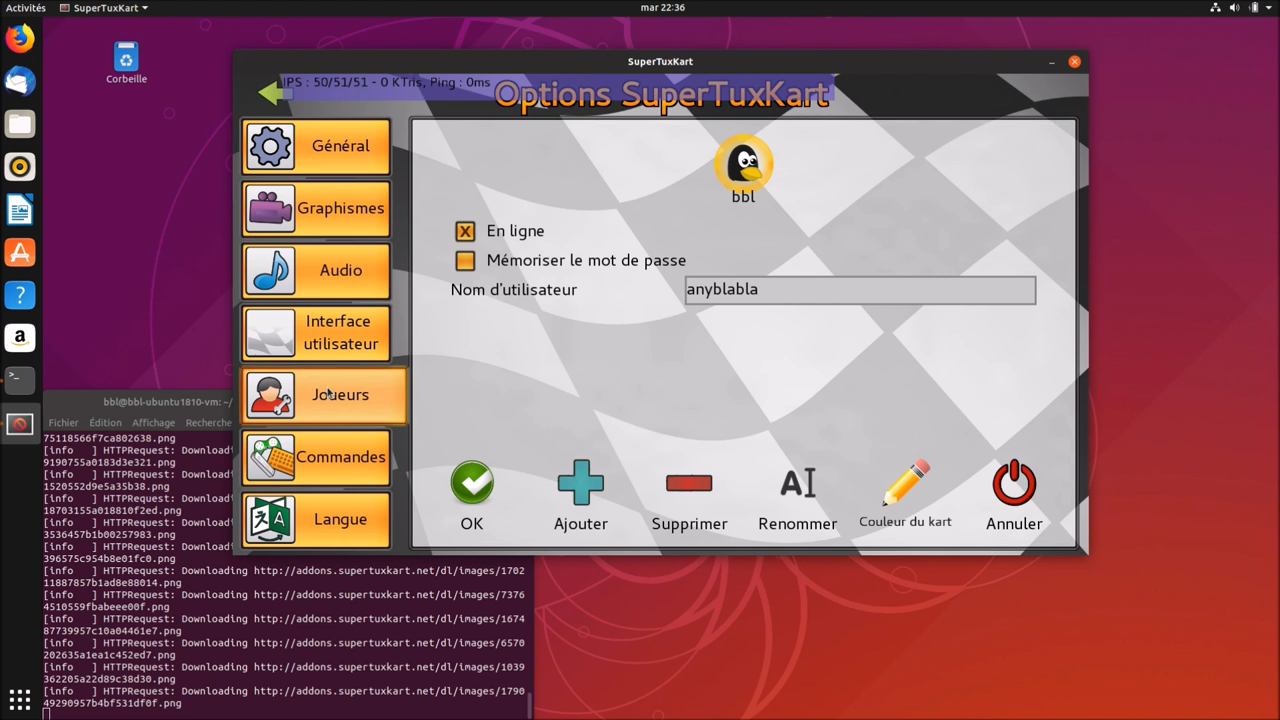 Activités
SuperTuxKart
mar 22:36
Corbeille
SuperTuxKart
IPS : 50/51/51 - 0 KTris, Ping : 0ms
Options SuperTuxKart
Général
Graphismes
Audio
Interface
utilisateur
Joueurs
Commandes
Langue
bbl
En ligne
Mémoriser le mot de passe
Nom d'utilisateur
anyblabla
OK
Ajouter
Supprimer
AI
Renommer
Couleur du kart
Annuler
bbl@bbl-ubuntu1810-vm: ~/
Fichier Édition Affichage Recherche
75118566f7ca802638.png
[info   ] HTTPRequest: Downloadi
9190755a0183d3e321.png
[info   ] HTTPRequest: Downloadi
1520552d9e5a35b38.png
[info   ] HTTPRequest: Downloadi
18703155a018810f2ed.png
[info   ] HTTPRequest: Downloadi
3536457b1b00257983.png
[info   ] HTTPRequest: Downloadi
396575c954b8e01fc0.png
[info   ] HTTPRequest: Downloading http://addons.supertuxkart.net/dl/images/1702
11887857b1ad8e88014.png
[info   ] HTTPRequest: Downloading http://addons.supertuxkart.net/dl/images/7376
4510559fbabeee00f.png
[info   ] HTTPRequest: Downloading http://addons.supertuxkart.net/dl/images/1674
87739957c10a04461e7.png
[info   ] HTTPRequest: Downloading http://addons.supertuxkart.net/dl/images/6570
202635a1ea1c452ed7.png
[info   ] HTTPRequest: Downloading http://addons.supertuxkart.net/dl/images/1039
362205a22d89c38d30.png
[info   ] HTTPRequest: Downloading http://addons.supertuxkart.net/dl/images/1790
49290957b4bf531df0f.png